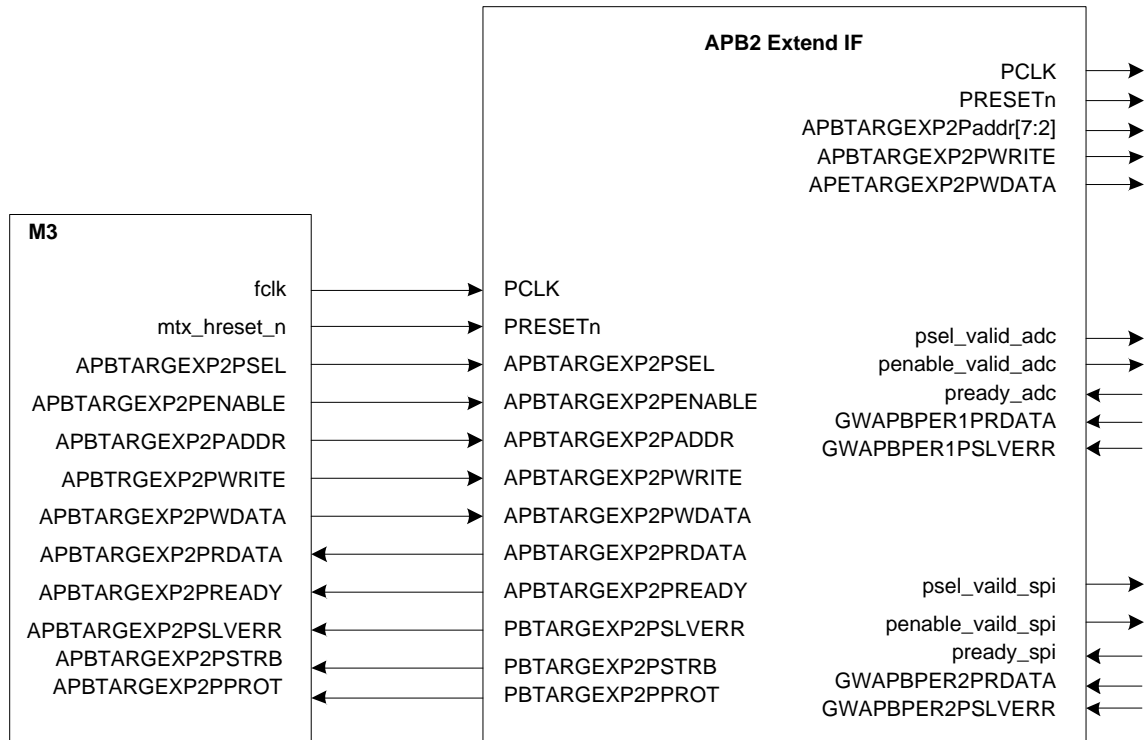 APB2 Extend IF
PCLK
PRESETn
APBTARGEXP2Paddr[7:2]
APBTARGEXP2PWRITE
APETARGEXP2PWDATA
M3
fclk
mtx_hreset_n
APBTARGEXP2PSEL
APBTARGEXP2PENABLE
APBTARGEXP2PADDR
APBTRGEXP2PWRITE
APBTARGEXP2PWDATA
APBTARGEXP2PRDATA
APBTARGEXP2PREADY
APBTARGEXP2PSLVERR
APBTARGEXP2PSTRB
APBTARGEXP2PPROT
PCLK
PRESETn
APBTARGEXP2PSEL
APBTARGEXP2PENABLE
APBTARGEXP2PADDR
APBTARGEXP2PWRITE
APBTARGEXP2PWDATA
APBTARGEXP2PRDATA
APBTARGEXP2PREADY
PBTARGEXP2PSLVERR
PBTARGEXP2PSTRB
PBTARGEXP2PPROT
psel_valid_adc
penable_valid_adc
pready_adc
GWAPBPER1PRDATA
GWAPBPER1PSLVERR
psel_vaild_spi
penable_vaild_spi
pready_spi
GWAPBPER2PRDATA
GWAPBPER2PSLVERR